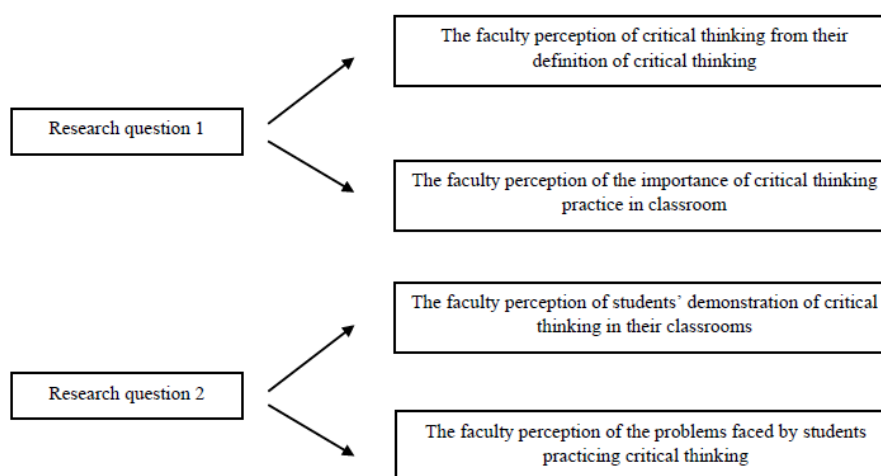 The faculty perception of critical thinking from their
definition of critical thinking
Research question 1
The faculty perception of the importance of critical thinking
practice in classroom
The faculty perception of students’ demonstration of critical
thinking in their classrooms
Research question 2
The faculty perception of the problems faced by students
practicing critical thinking